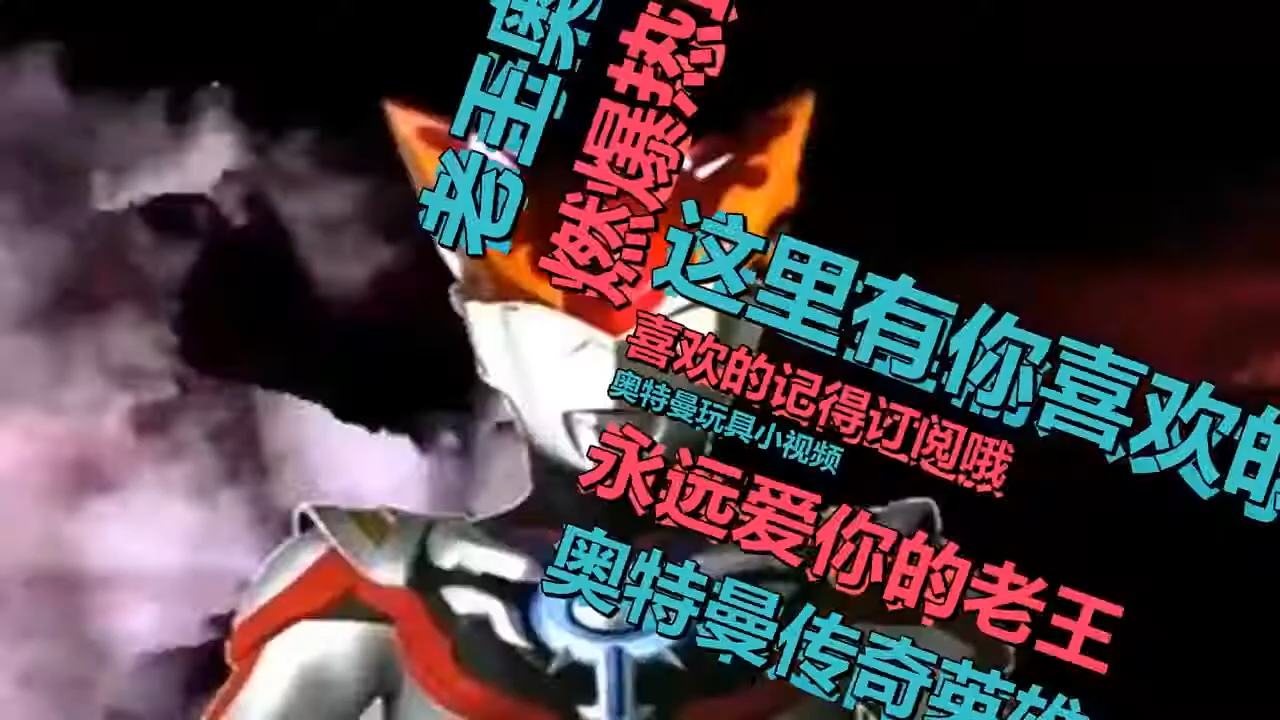 老王奥
燃爆热
这里有你喜欢的
喜欢的记得订阅哦
奥特曼玩具小视频
永远爱你的老王
奥特曼传奇英雄